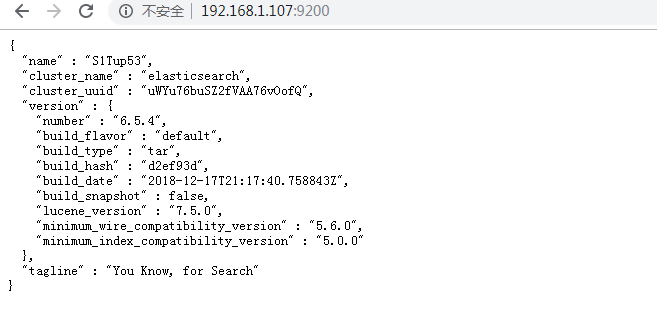 不安全 | 192.168.1.107:9200
{
"name" : "S1Tup53",
"cluster_name" : "elasticsearch",
"cluster_uuid" : "uWYu76buSZ2fVAA76vOofQ",
"version" : {
"number" : "6.5.4",
"build_flavor" : "default",
"build_type" : "tar",
"build_hash" : "d2ef93d",
"build_date" : "2018-12-17T21:17:40.758843Z",
"build_snapshot" : false,
"lucene_version" : "7.5.0",
"minimum_wire_compatibility_version" : "5.6.0",
"minimum_index_compatibility_version" : "5.0.0"
},
"tagline" : "You Know, for Search"
}